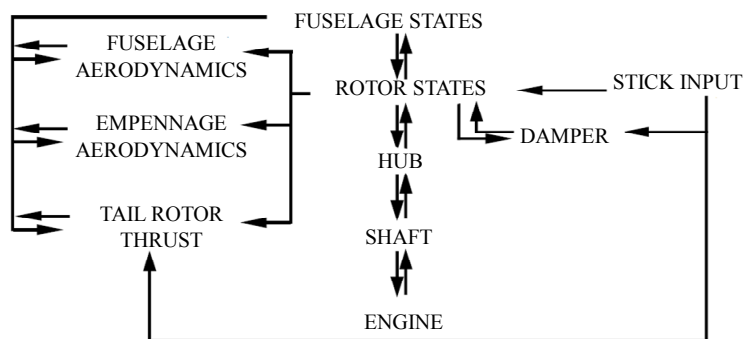 FUSELAGE STATES
FUSELAGE
AERODYNAMICS
ROTOR STATES
STICK INPUT
EMPENNAGE
AERODYNAMICS
DAMPER
HUB
TAIL ROTOR
THRUST
SHAFT
ENGINE